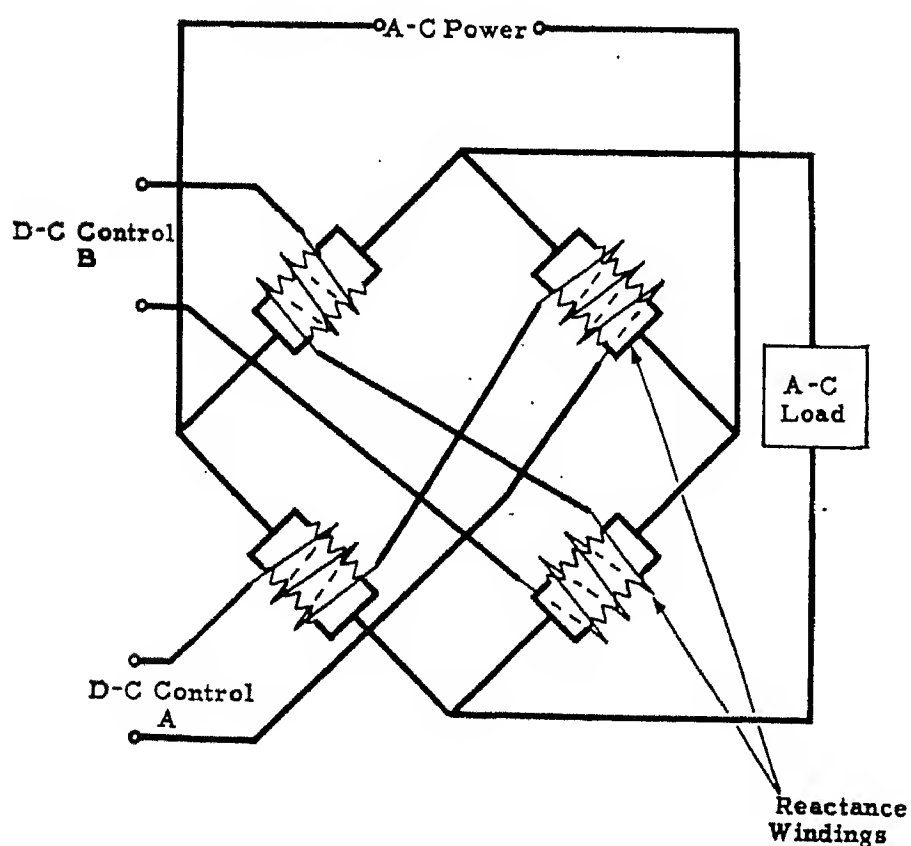 A-C Power
D-C Control
B
A-C
Load
D-C Control
A
Reactance
Windings